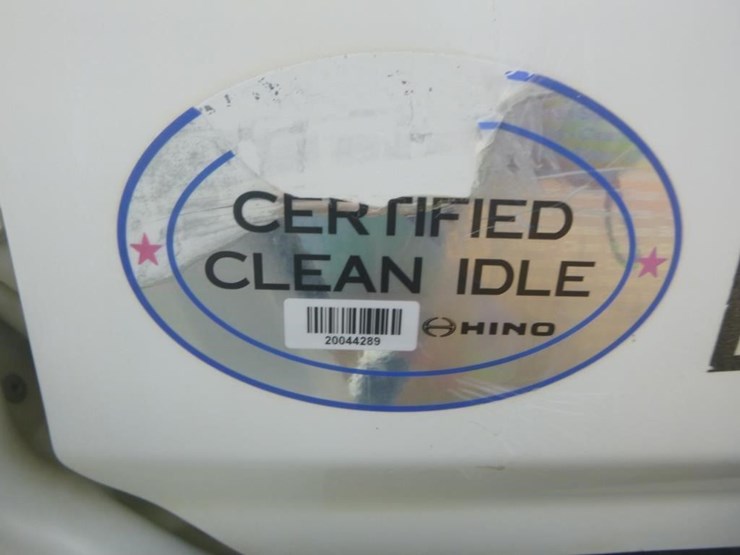 CERTIFIED
CLEAN IDLE
20044289
HINO